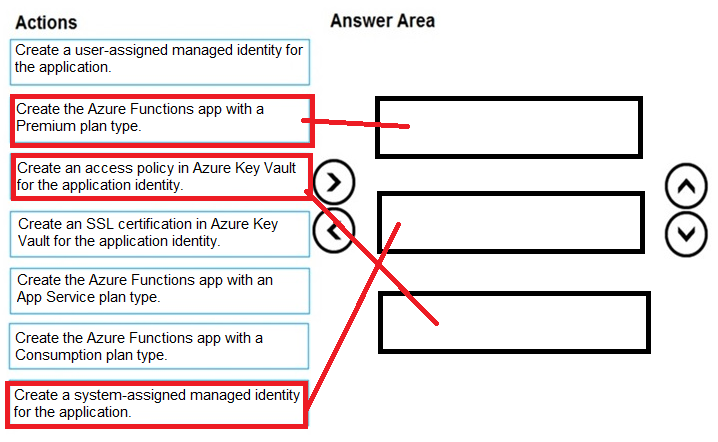 Actions
Answer Area
Create a user-assigned managed identity for
the application.
Create the Azure Functions app with a
Premium plan type.
Create an access policy in Azure Key Vault
for the application identity.
Create an SSL certification in Azure Key
Vault for the application identity.
Create the Azure Functions app with an
App Service plan type.
Create the Azure Functions app with a
Consumption plan type.
Create a system-assigned managed identity
for the application.